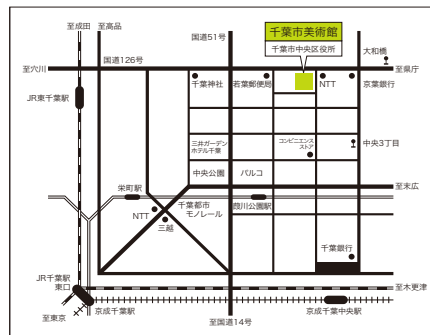 至成田
至高品
国道51号
千葉市美術館
千葉市中央区役所
大和橋
国道126号
至穴川
至県庁
千葉神社
若葉郵便局
NTT
京葉銀行
JR東千葉駅
三井ガーデン
ホテル千葉
コンビニエンス
ストア
中央3丁目
中央公園
パルコ
栄町駅
至末広
千葉都市
モノレール
葭川公園駅
NTT
三越
千葉銀行
JR千葉駅
東口
至木更津
京成千葉駅
京成千葉中央駅
至東京
至国道14号